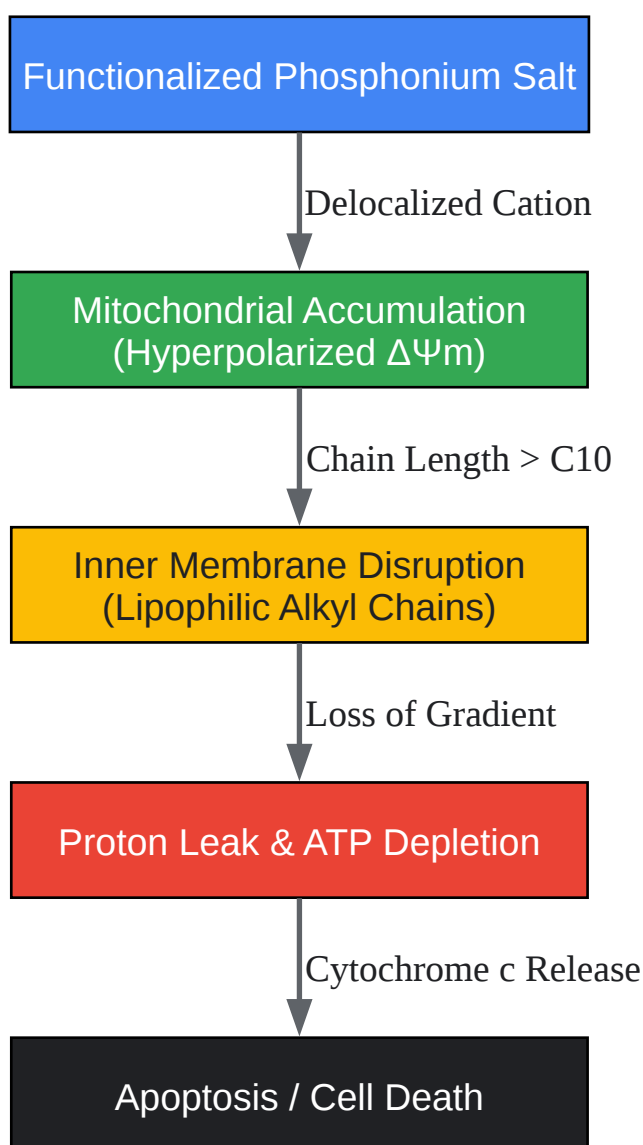 Functionalized Phosphonium Salt
Delocalized Cation
Mitochondrial Accumulation
(Hyperpolarized ΔΨm)
Chain Length > C10
Inner Membrane Disruption
(Lipophilic Alkyl Chains)
Loss of Gradient
Proton Leak & ATP Depletion
Cytochrome c Release
Apoptosis / Cell Death